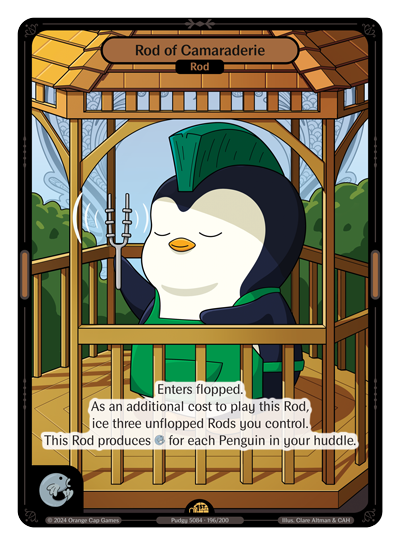 Rod of Camaraderie
Rod
Enters flopped.
As an additional cost to play this Rod,
ice three unflopped Rods you control.
This Rod produces for each Penguin in your huddle.
© 2024 Orange Cap Games
Pudgy 5084 · 196/200
Illus. Clare Altman & CAH